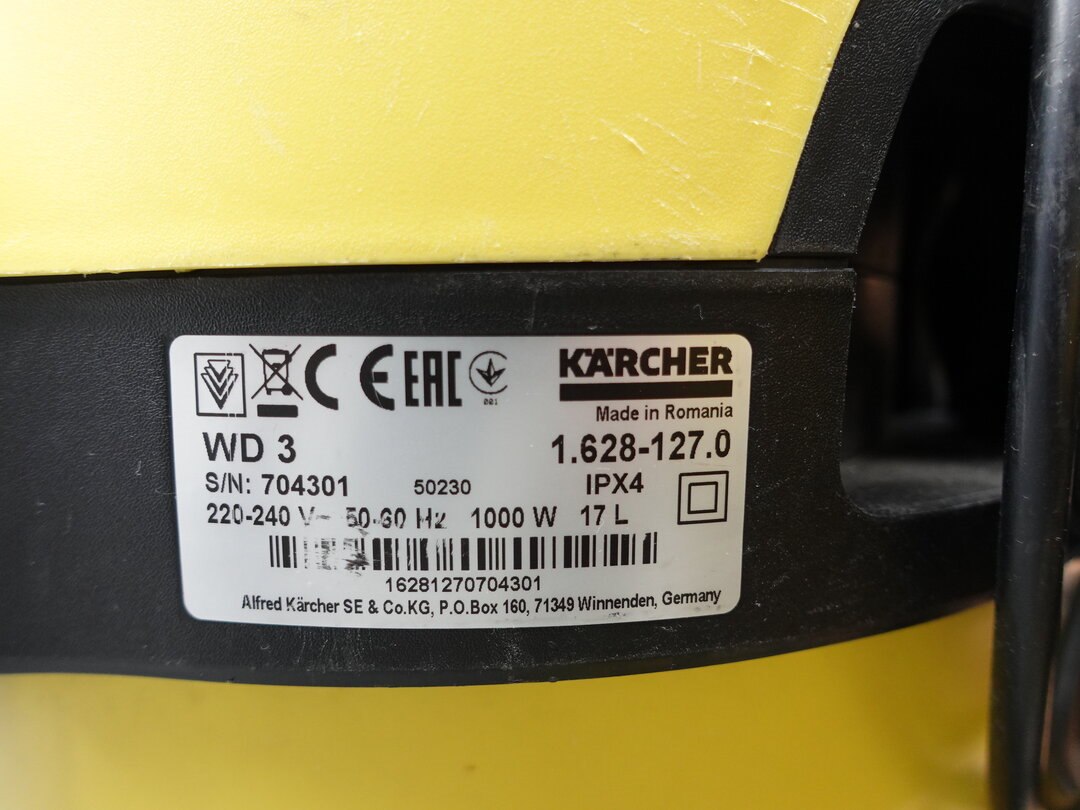 CE EAC
001
KÄRCHER
Made in Romania
WD 3 1.628-127.0
S/N: 704301 50230 IPX4
220-240 V~ 50-60 Hz 1000 W 17 L
16281270704301
Alfred Kärcher SE & Co.KG, P.O.Box 160, 71349 Winnenden, Germany